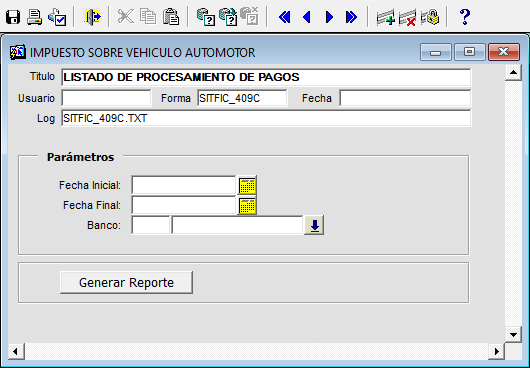 IMPUESTO SOBRE VEHICULO AUTOMOTOR
Titulo LISTADO DE PROCESAMIENTO DE PAGOS
Usuario Forma SITFIC_409C Fecha
Log SITFIC_409C.TXT
Parámetros
Fecha Inicial:
Fecha Final:
Banco:
Generar Reporte